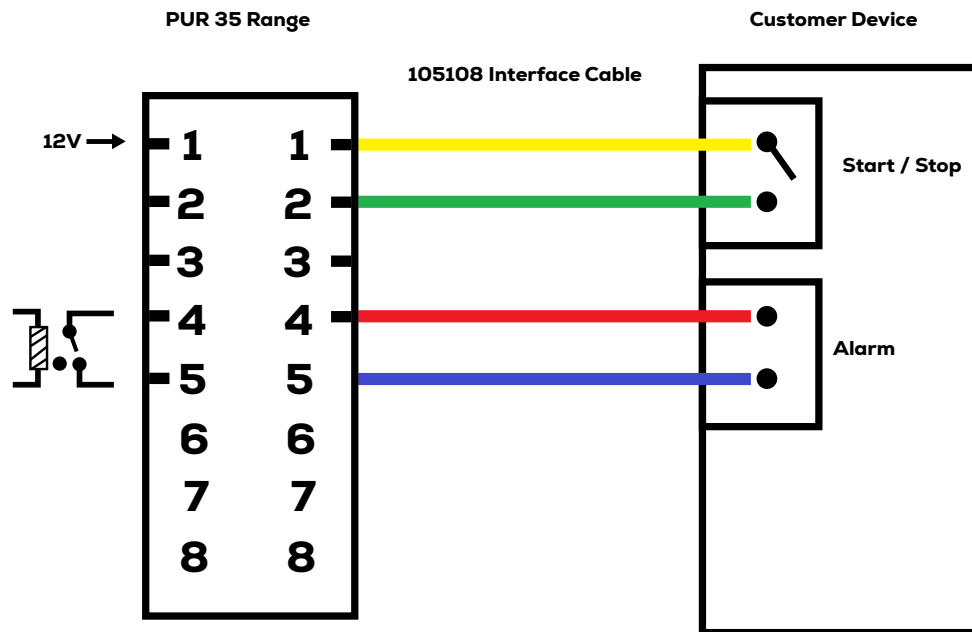 PUR 35 Range
Customer Device
105108 Interface Cable
12V
1 1
2 2
3 3
4 4
5 5
6 6
7 7
8 8
Start / Stop
Alarm